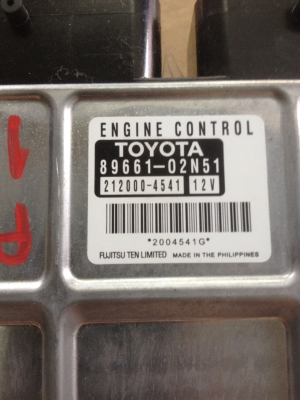 ENGINE CONTROL
TOYOTA
89661-02N51
212000-4541 12V
*2004541G*
FUJITSU TEN LIMITED MADE IN THE PHILIPPINES